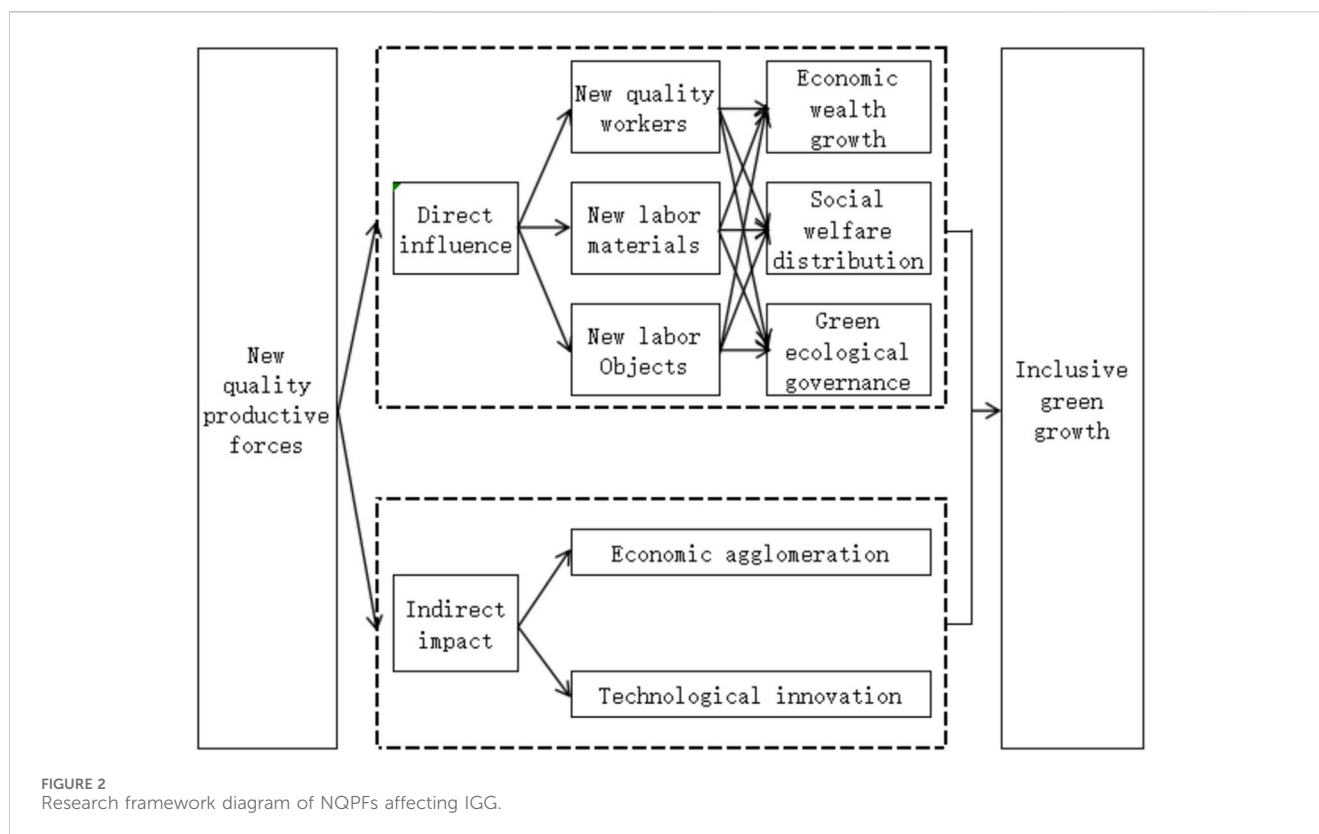 New
quality
productive
forces
Direct
influence
New quality
workers
New labor
materials
New labor
Objects
Economic
wealth
growth
Social
welfare
distribution
Green
ecological
governance
Indirect
impact
Economic agglomeration
Technological innovation
Inclusive
green
growth
FIGURE 2
Research framework diagram of NQPFs affecting IGG.